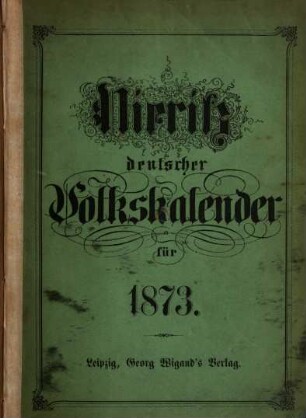 Nieritz
deutscher
Volkskalender
für
1873.
Leipzig, Georg Wigand's Verlag.